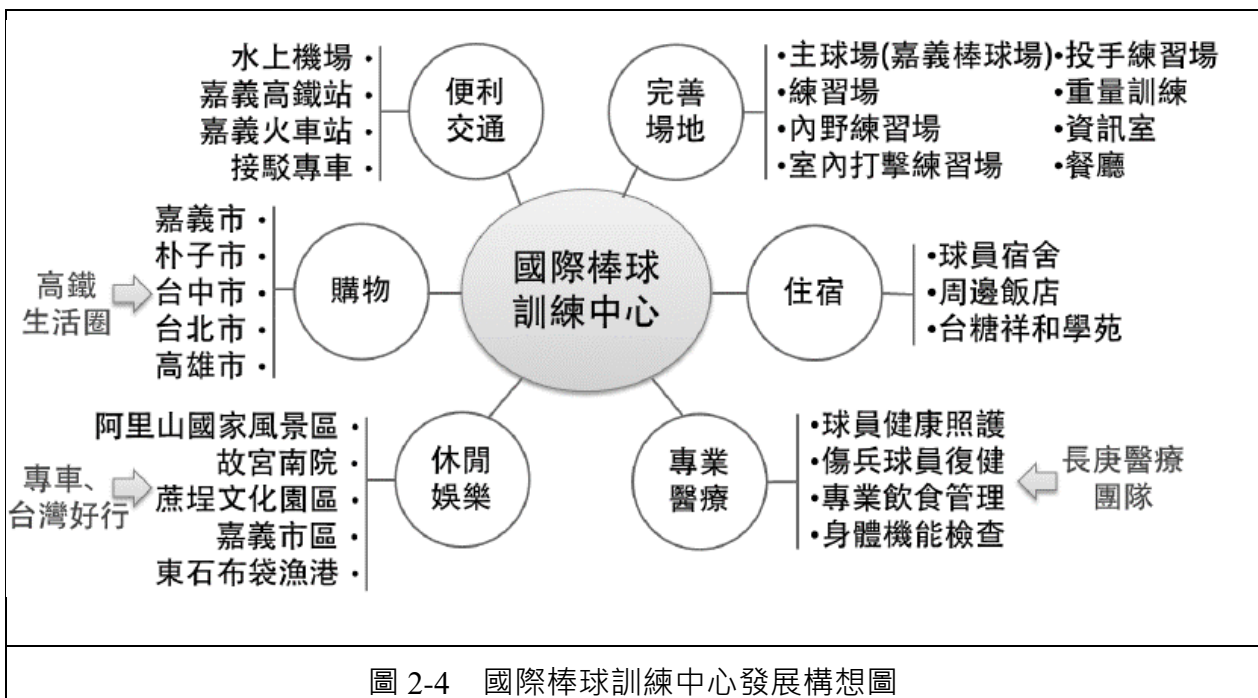 水上機場•
嘉義高鐵站•
嘉義火車站•
接駁專車•
便利
交通
完善
場地
•主球場(嘉義棒球場)
•練習場
•內野練習場
•室內打擊練習場
•投手練習場
•重量訓練
•資訊室
•餐廳
高鐵
生活圈
嘉義市•
朴子市•
台中市•
台北市•
高雄市•
購物
國際棒球
訓練中心
住宿
•球員宿舍
•周邊飯店
•台糖祥和學苑
專車、
台灣好行
阿里山國家風景區•
故宮南院•
蔗埕文化園區•
嘉義市區•
東石布袋漁港•
休閒
娛樂
專業
醫療
•球員健康照護
•傷兵球員復健
•專業飲食管理
•身體機能檢查
長庚醫療
團隊
圖 2-4 國際棒球訓練中心發展構想圖